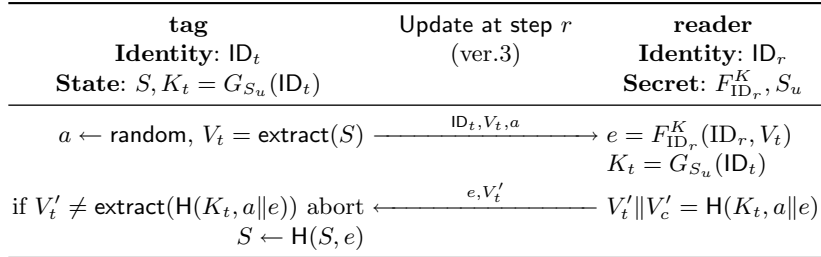 tag Update at step r reader
Identity: ID_t (ver.3) Identity: ID_r
State: S, K_t = G_{S_u}(ID_t) Secret: F^K_{ID_r}, S_u
a ← random, V_t = extract(S) ID_t,V_t,a e = F^K_{ID_r}(ID_r, V_t)
K_t = G_{S_u}(ID_t)
if V'_t ≠ extract(H(K_t, a∥e)) abort e,V'_t V'_t∥V'_c = H(K_t, a∥e)
S ← H(S, e)